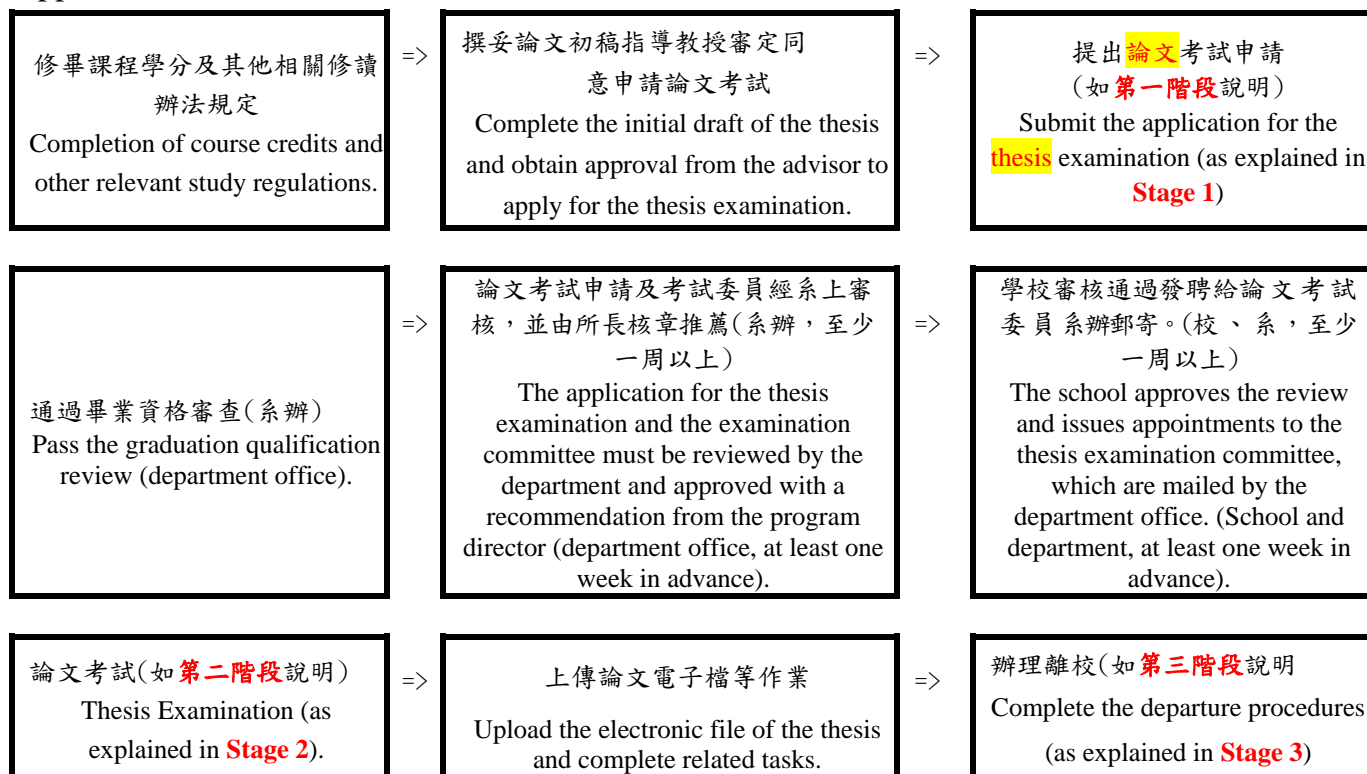 修畢課程學分及其他相關修讀
辦法規定
Completion of course credits and
other relevant study regulations.
=>
撰妥論文初稿指導教授審定同
意申請論文考試
Complete the initial draft of the thesis
and obtain approval from the advisor to
apply for the thesis examination.
=>
提出論文考試申請
(如第一階段說明)
Submit the application for the
thesis examination (as explained in
Stage 1)
通過畢業資格審查(系辦)
Pass the graduation qualification
review (department office).
=>
論文考試申請及考試委員經系上審
核，並由所長核章推薦(系辦，至少
一周以上)
The application for the thesis
examination and the examination
committee must be reviewed by the
department and approved with a
recommendation from the program
director (department office, at least one
week in advance).
=>
學校審核通過發聘給論文考試
委員系辦郵寄。(校、系，至少
一周以上)
The school approves the review
and issues appointments to the
thesis examination committee,
which are mailed by the
department office. (School and
department, at least one week in
advance).
論文考試(如第二階段說明)
Thesis Examination (as
explained in Stage 2).
=>
上傳論文電子檔等作業
Upload the electronic file of the thesis
and complete related tasks.
=>
辦理離校(如第三階段說明
Complete the departure procedures
(as explained in Stage 3)